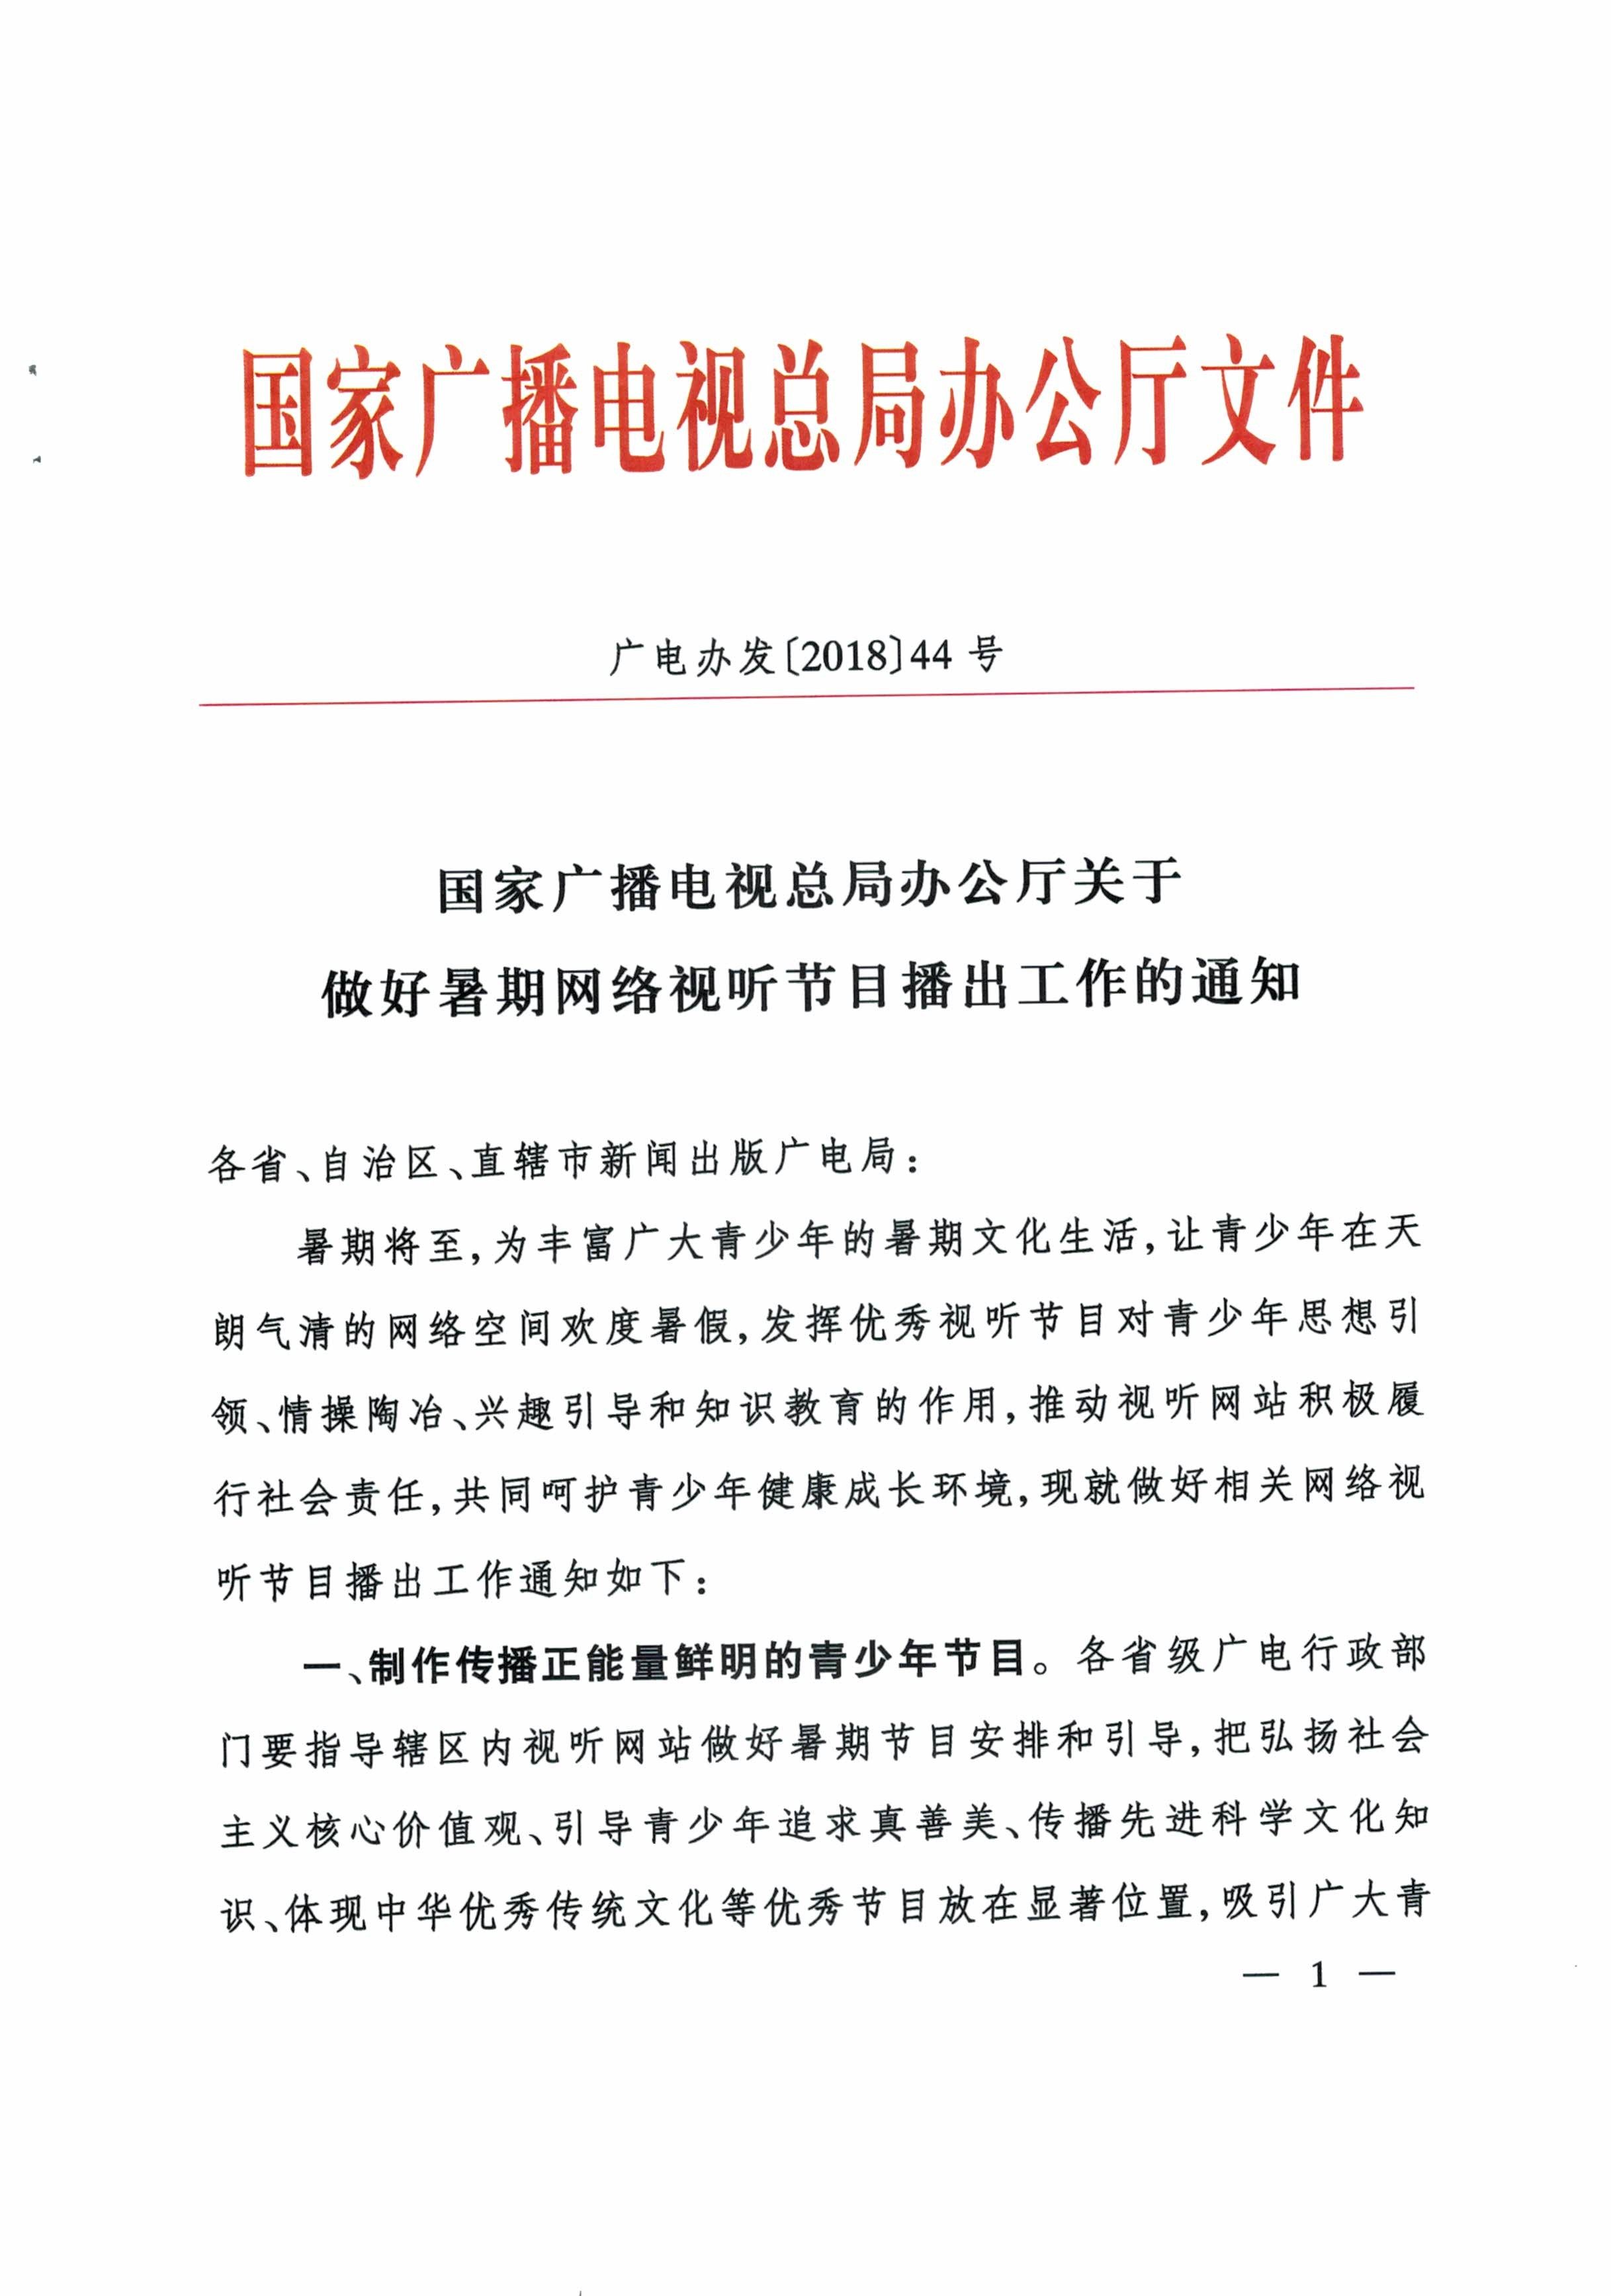 国家广播电视总局办公厅文件
广电办发〔2018〕44 号
国家广播电视总局办公厅关于
做好暑期网络视听节目播出工作的通知
各省、自治区、直辖市新闻出版广电局：
暑期将至，为丰富广大青少年的暑期文化生活，让青少年在天
朗气清的网络空间欢度暑假，发挥优秀视听节目对青少年思想引
领、情操陶冶、兴趣引导和知识教育的作用，推动视听网站积极履
行社会责任，共同呵护青少年健康成长环境，现就做好相关网络视
听节目播出工作通知如下：
一、制作传播正能量鲜明的青少年节目。各省级广电行政部
门要指导辖区内视听网站做好暑期节目安排和引导，把弘扬社会
主义核心价值观、引导青少年追求真善美、传播先进科学文化知
识、体现中华优秀传统文化等优秀节目放在显著位置，吸引广大青
— 1 —